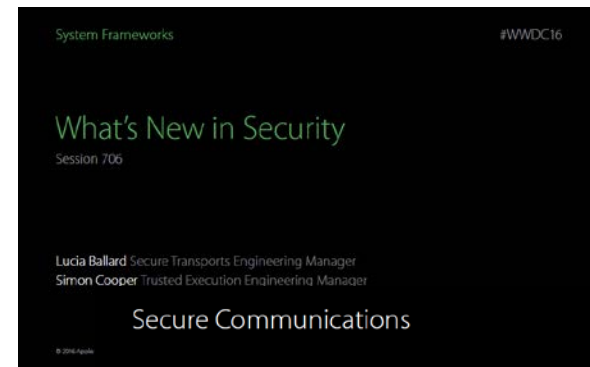 System Frameworks
#WWDC16
What's New in Security
Session 706
Lucia Ballard Secure Transports Engineering Manager
Simon Cooper Trusted Execution Engineering Manager
Secure Communications
© 2016 Apple